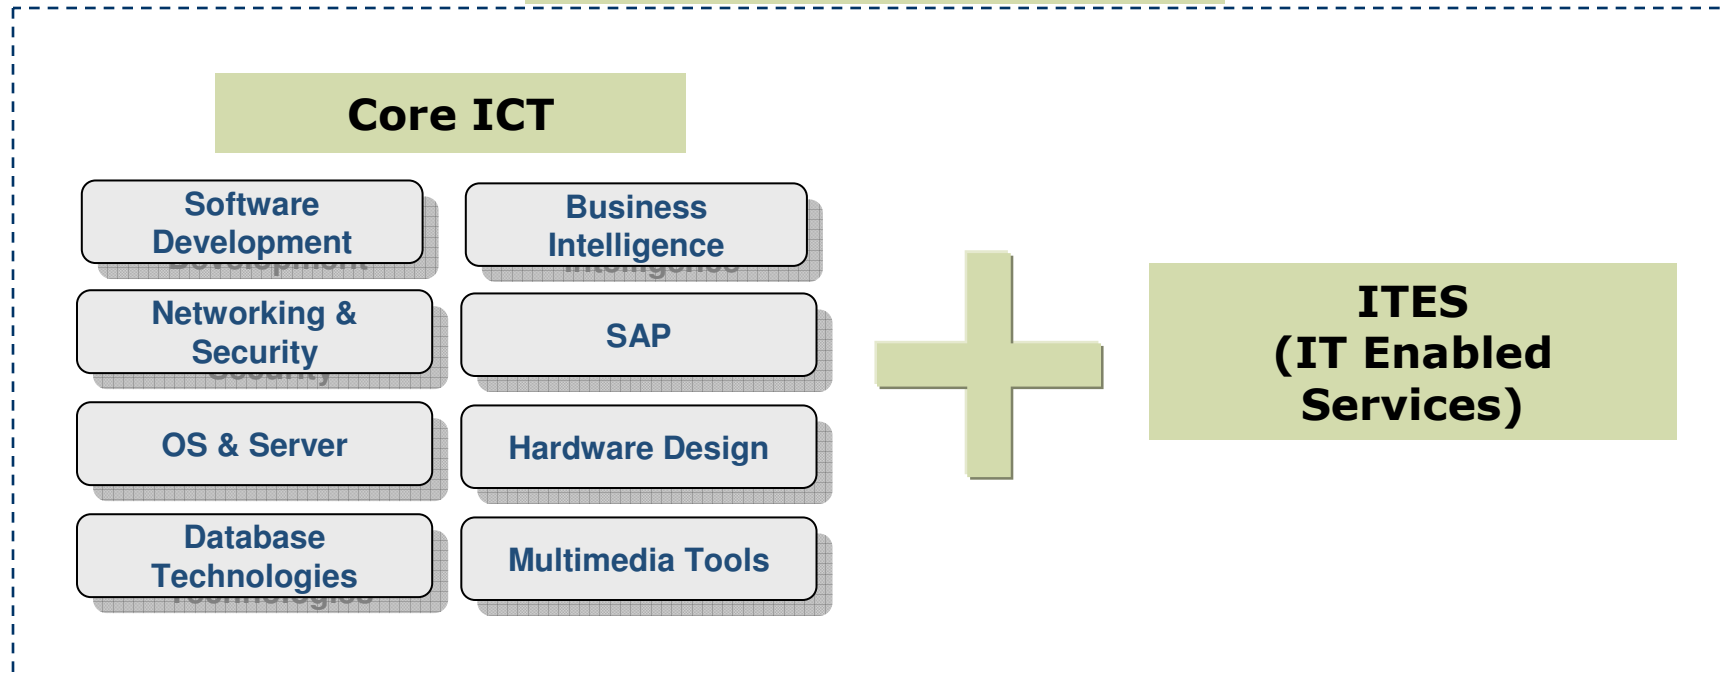 Core ICT
Software
Development
Business
Intelligence
Networking &
Security
SAP
OS & Server
Hardware Design
Database
Technologies
Multimedia Tools
ITES
(IT Enabled
Services)